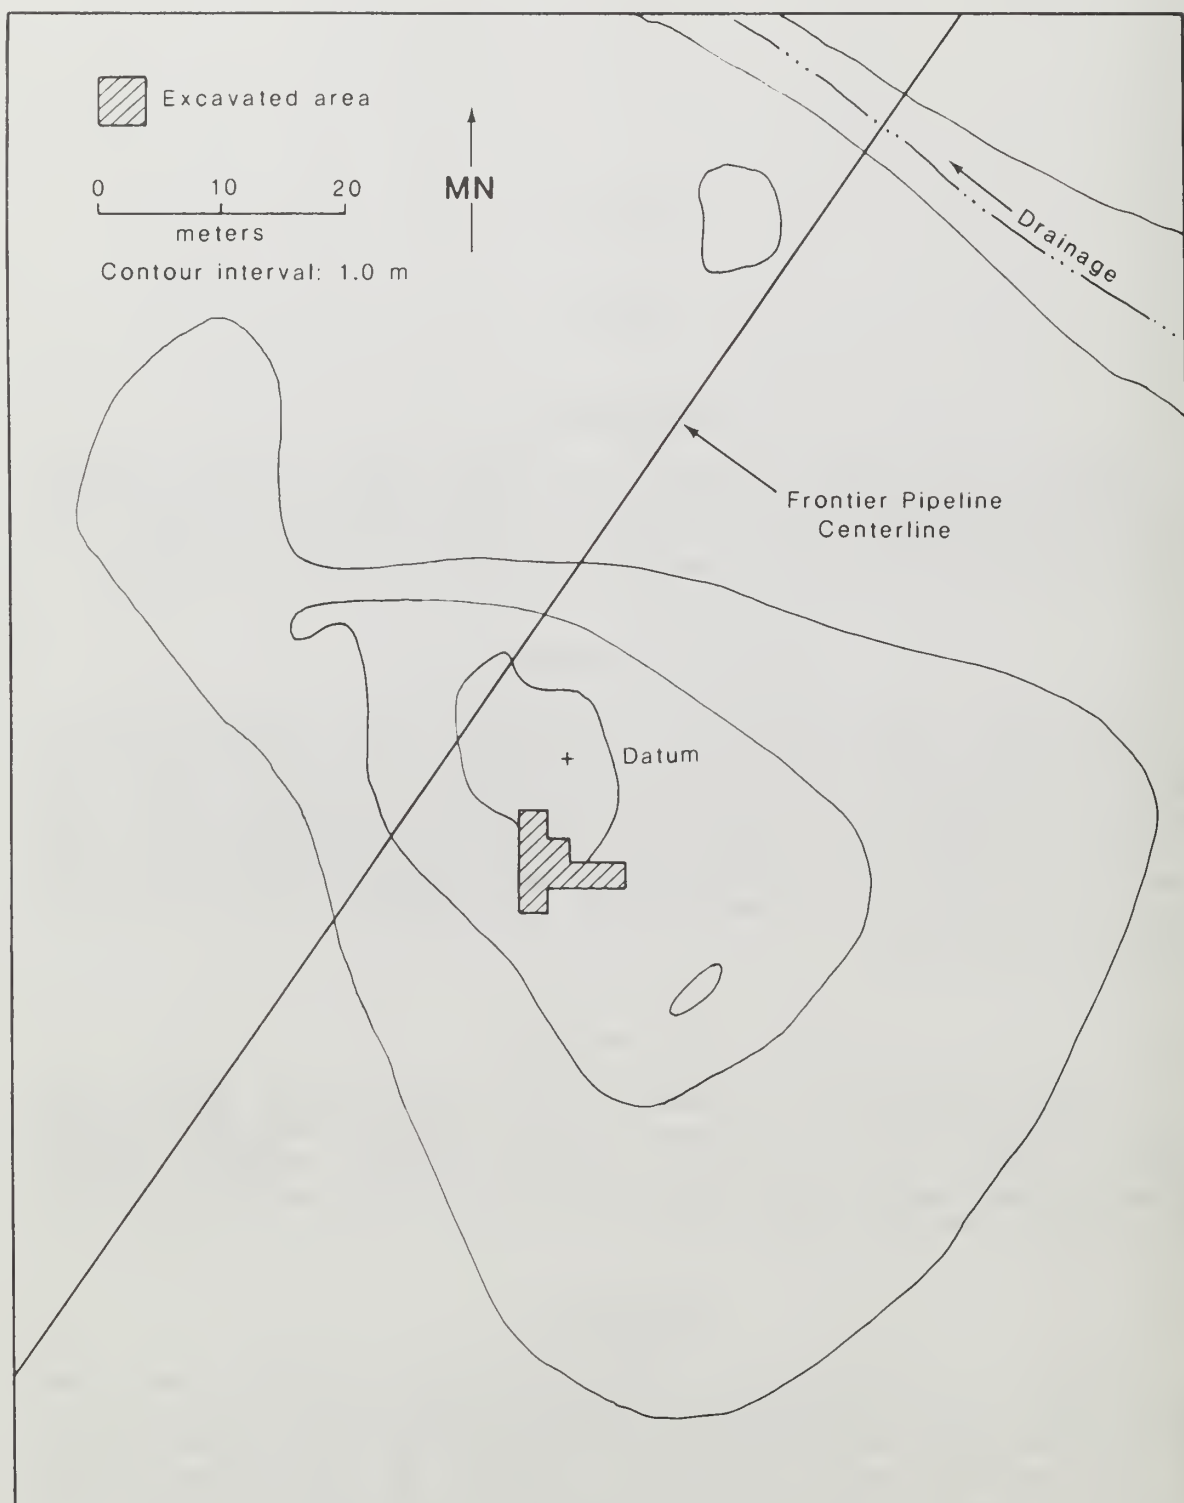 Excavated area
0 10 20
meters
Contour interval: 1.0 m
MN
Drainage
Frontier Pipeline
Centerline
Datum